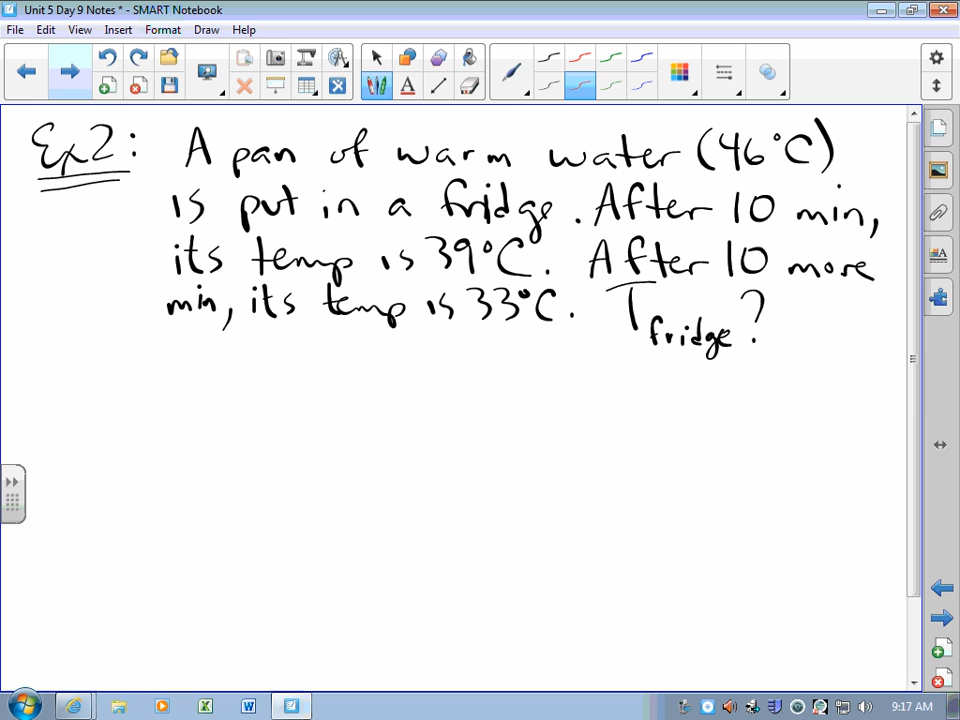 Unit 5 Day 9 Notes * - SMART Notebook
File Edit View Insert Format Draw Help
Ex2: A pan of warm water (46°C)
is put in a fridge. After 10 min,
its temp is 39°C. After 10 more
min, its temp is 33°C. Tfridge?
9:17 AM